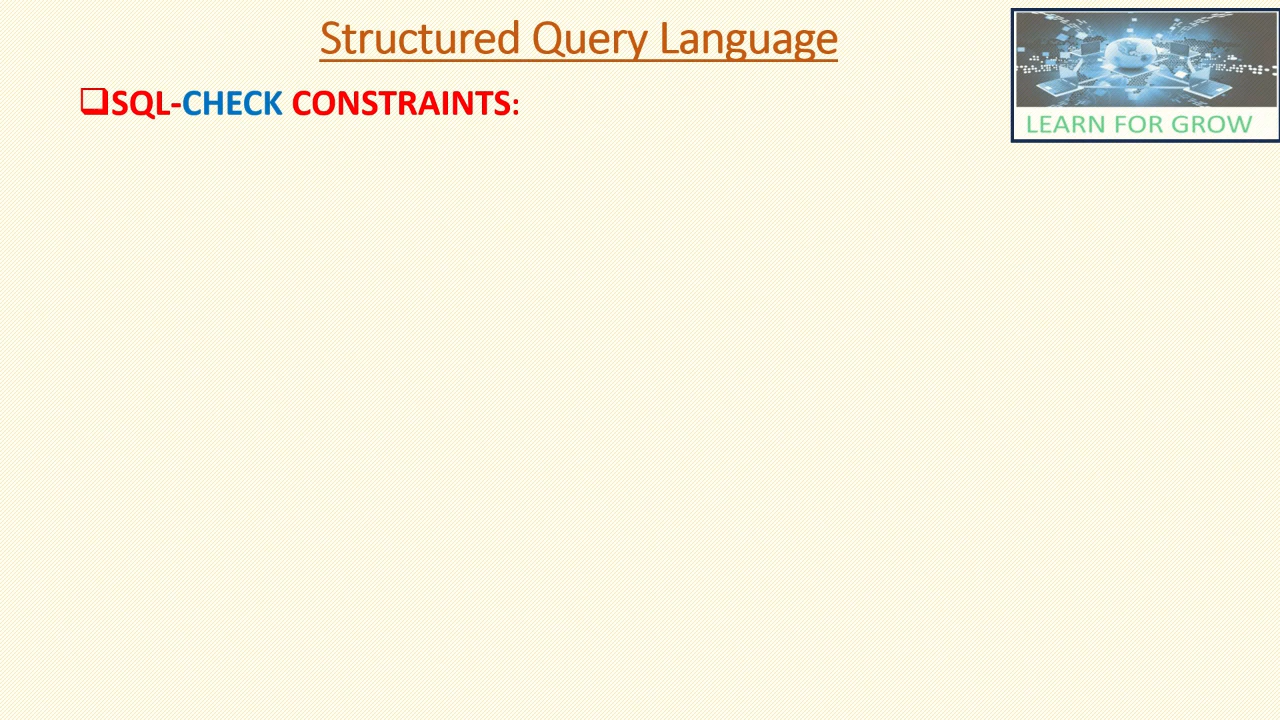 Structured Query Language
❑SQL-CHECK CONSTRAINTS:
LEARN FOR GROW